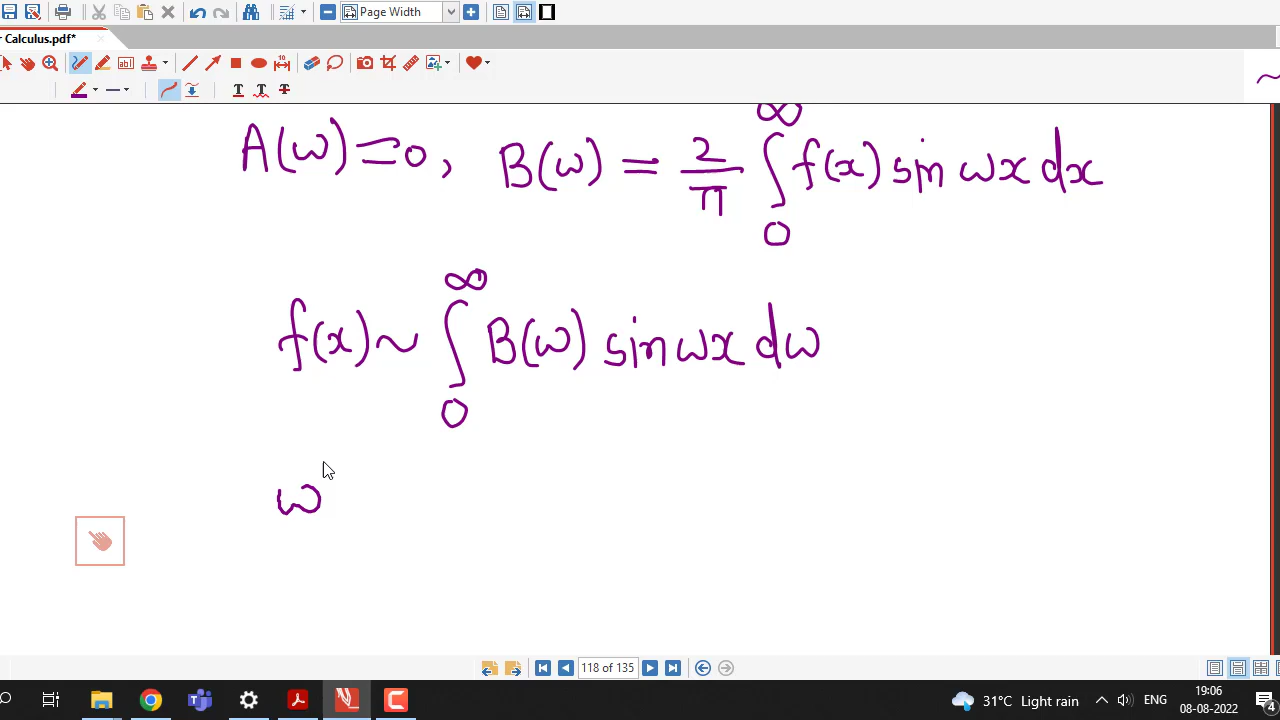 Page Width
Calculus.pdf*
A(ω)=0, B(ω) = 2/π ∫₀^∞ f(x) sin ωx dx
f(x) ~ ∫₀^∞ B(ω) sin ωx dω
ω
118 of 135
31°C Light rain
ENG
19:06
08-08-2022
4